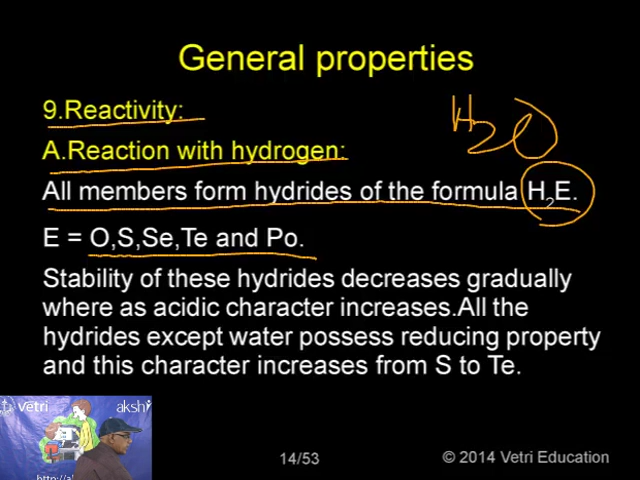 General properties
9.Reactivity:
H2O
A.Reaction with hydrogen:
All members form hydrides of the formula H2E.
E = O,S,Se,Te and Po.
Stability of these hydrides decreases gradually
where as acidic character increases.All the
hydrides except water possess reducing property
and this character increases from S to Te.
vetri akshi
14/53
© 2014 Vetri Education